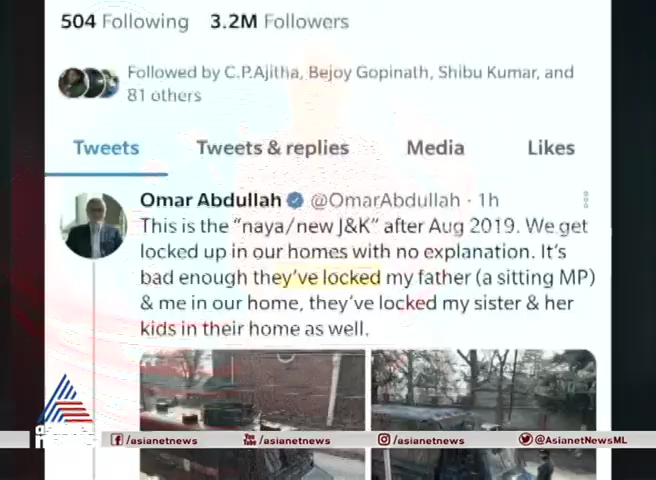 504 Following 3.2M Followers
Followed by C.P.Ajitha, Bejoy Gopinath, Shibu Kumar, and
81 others
Tweets Tweets & replies Media Likes
Omar Abdullah @OmarAbdullah · 1h
This is the "naya/new J&K" after Aug 2019. We get
locked up in our homes with no explanation. It's
bad enough they've locked my father (a sitting MP)
& me in our home, they've locked my sister & her
kids in their home as well.
/asianetnews /asianetnews /asianetnews @AsianetNewsML